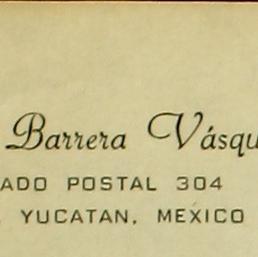 Barrera Vásqu
ADO POSTAL 304
YUCATAN, MEXICO